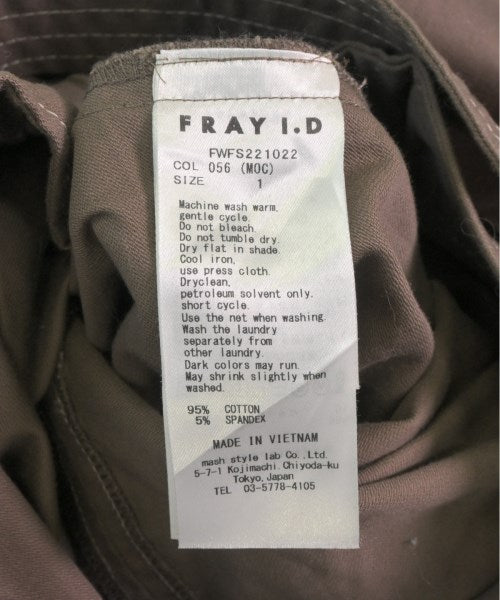 FRAY I.D
FWFS221022
COL 056 (MOC)
SIZE 1
Machine wash warm.
gentle cycle.
Do not bleach.
Do not tumble dry.
Dry flat in shade.
Cool iron.
use press cloth.
Dryclean.
petroleum solvent only.
short cycle.
Use the net when washing.
Wash the laundry
separately from
other laundry.
Dark colors may run.
May shrink slightly when
washed.
95% COTTON
5% SPANDEX
MADE IN VIETNAM
mash style lab Co.,Ltd.
5-7-1 Kojimachi, Chiyoda-ku
Tokyo, Japan
TEL 03-5778-4105